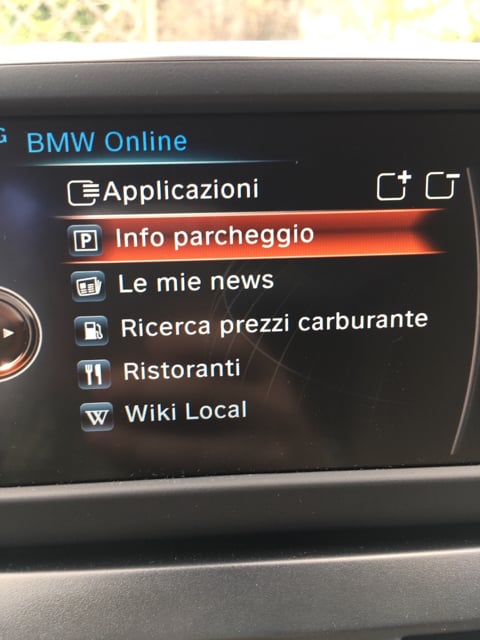 G BMW Online
Applicazioni
P Info parcheggio
Le mie news
Ricerca prezzi carburante
Ristoranti
W Wiki Local